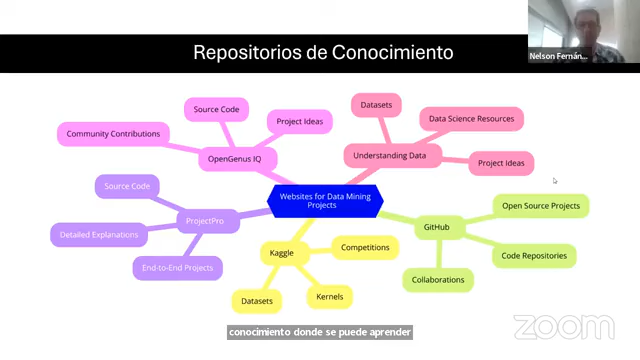 Repositorios de Conocimiento
Nelson Fernán...
Source Code
Project Ideas
Community Contributions
OpenGenus IQ
Datasets
Data Science Resources
Understanding Data
Project Ideas
Source Code
ProjectPro
Detailed Explanations
End-to-End Projects
Websites for Data Mining
Projects
Open Source Projects
GitHub
Code Repositories
Collaborations
Kaggle
Competitions
Datasets
Kernels
conocimiento donde se puede aprender
zoom